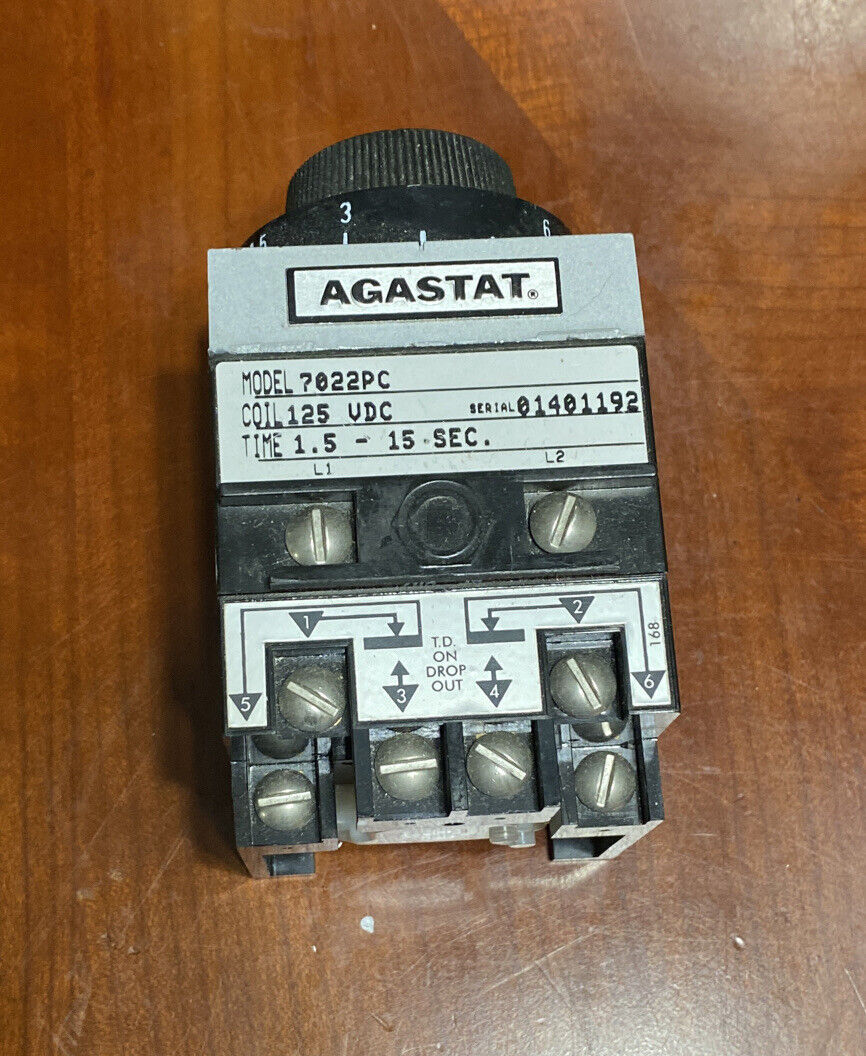 3
6
AGASTAT®
MODEL 7022PC
COIL 125 VDC SERIAL 01401192
TIME 1.5 - 15 SEC.
L1 L2
1 2
T.D.
ON
DROP
OUT
168
5 3 4 6